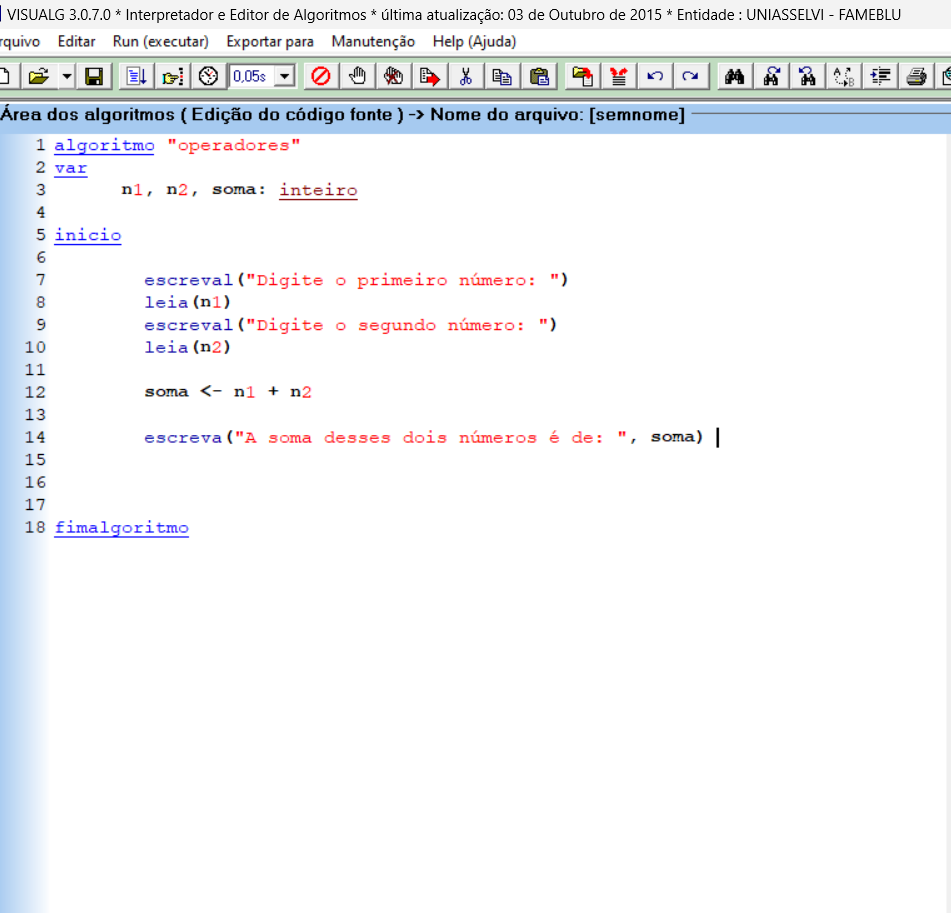 VISUALG 3.0.7.0 * Interpretador e Editor de Algoritmos * última atualização: 03 de Outubro de 2015 * Entidade : UNIASSELVI - FAMEBLU
rquivo Editar Run (executar) Exportar para Manutenção Help (Ajuda)
0,05s
Área dos algoritmos ( Edição do código fonte ) -> Nome do arquivo: [semnome]
1 algoritmo "operadores"
2 var
3 n1, n2, soma: inteiro
4
5 inicio
6
7 escreval("Digite o primeiro número: ")
8 leia(n1)
9 escreval("Digite o segundo número: ")
10 leia(n2)
11
12 soma <- n1 + n2
13
14 escreva("A soma desses dois números é de: ", soma)
15
16
17
18 fimalgoritmo